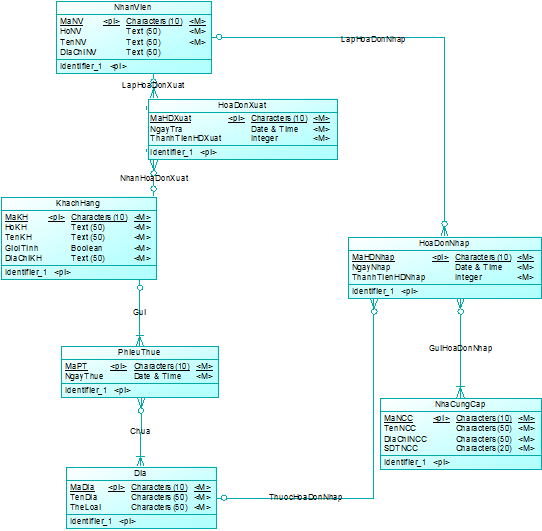 NhanVien
MaNV <pi> Characters (10) <M>
HoNV Text (50) <M>
TenNV Text (50) <M>
DiaChiNV Text (50)
Identifier_1 <pi>
LapHoaDonNhap
LapHoaDonXuat
HoaDonXuat
MaHDXuat <pi> Characters (10) <M>
NgayTra Date & Time <M>
ThanhTienHDXuat Integer <M>
Identifier_1 <pi>
NhanHoaDonXuat
KhachHang
MaKH <pi> Characters (10) <M>
HoKH Text (50) <M>
TenKH Text (50) <M>
GioiTinh Boolean <M>
DiaChiKH Text (50) <M>
Identifier_1 <pi>
HoaDonNhap
MaHDNhap <pi> Characters (10) <M>
NgayNhap Date & Time <M>
ThanhTienHDNhap Integer <M>
Identifier_1 <pi>
Gui
GuiHoaDonNhap
PhieuThue
MaPT <pi> Characters (10) <M>
NgayThue Date & Time <M>
Identifier_1 <pi>
NhaCungCap
MaNCC <pi> Characters (10) <M>
TenNCC Characters (50) <M>
DiaChiNCC Characters (50) <M>
SDTNCC Characters (20) <M>
Identifier_1 <pi>
Chua
Dia
MaDia <pi> Characters (10) <M>
TenDia Characters (50) <M>
TheLoai Characters (50) <M>
Identifier_1 <pi>
ThuocHoaDonNhap